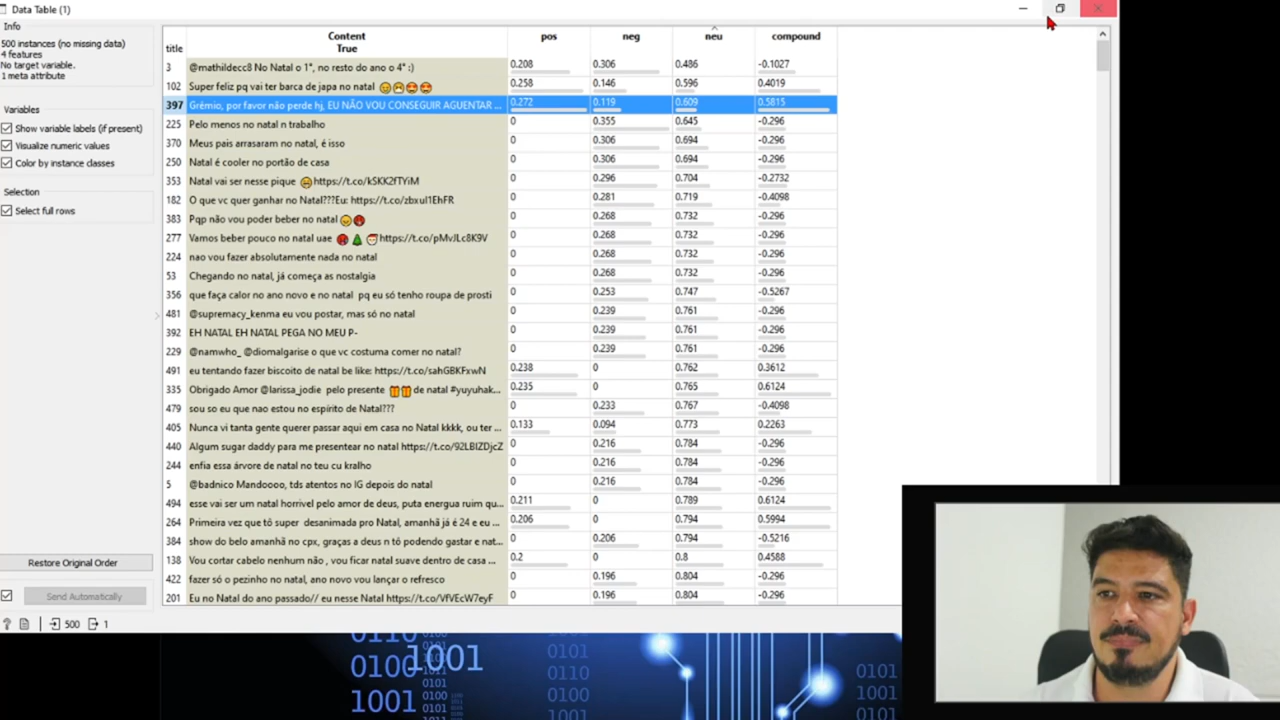 Data Table (1)
Info
500 instances (no missing data)
4 features
No target variable.
1 meta attribute
Variables
Show variable labels (if present)
Visualize numeric values
Color by instance classes
Selection
Select full rows
Restore Original Order
Send Automatically
500 1
title Content True pos neg neu compound
3 @mathildecc8 No Natal o 1°, no resto do ano o 4° :) 0.208 0.306 0.486 -0.1027
102 Super feliz pq vai ter barca de japa no natal 0.258 0.146 0.596 0.4019
397 Grêmio, por favor não perde hj, EU NÃO VOU CONSEGUIR AGUENTAR ... 0.272 0.119 0.609 0.5815
225 Pelo menos no natal n trabalho 0 0.355 0.645 -0.296
370 Meus pais arrasaram no natal, é isso 0 0.306 0.694 -0.296
250 Natal é cooler no portão de casa 0 0.306 0.694 -0.296
353 Natal vai ser nesse pique 😄https://t.co/kSKK2fTYiM 0 0.296 0.704 -0.2732
182 O que vc quer ganhar no Natal???Eu: https://t.co/zbxul1EhFR 0 0.281 0.719 -0.4098
383 Pqp não vou poder beber no natal 0 0.268 0.732 -0.296
277 Vamos beber pouco no natal uae 🎄 🎅https://t.co/pMvJLc8K9V 0 0.268 0.732 -0.296
224 nao vou fazer absolutamente nada no natal 0 0.268 0.732 -0.296
53 Chegando no natal, já começa as nostalgia 0 0.268 0.732 -0.296
356 que faça calor no ano novo e no natal pq eu só tenho roupa de prosti 0 0.253 0.747 -0.5267
481 @supremacy_kenma eu vou postar, mas só no natal 0 0.239 0.761 -0.296
392 EH NATAL EH NATAL PEGA NO MEU P- 0 0.239 0.761 -0.296
229 @namwho_ @diomalgarise o que vc costuma comer no natal? 0 0.239 0.761 -0.296
491 eu tentando fazer biscoito de natal be like: https://t.co/sahGBKFxwN 0.238 0 0.762 0.3612
335 Obrigado Amor @larissa_jodie pelo presente 🎁🎁 de natal #yuyuhak... 0.235 0 0.765 0.6124
479 sou so eu que nao estou no espírito de Natal??? 0 0.233 0.767 -0.4098
405 Nunca vi tanta gente querer passar aqui em casa no Natal kkkk, ou ter ... 0.133 0.094 0.773 0.2263
440 Algum sugar daddy para me presentear no natal https://t.co/92LBIZDjcZ 0 0.216 0.784 -0.296
244 enfia essa árvore de natal no teu cu kralho 0 0.216 0.784 -0.296
5 @badnico Mandoooo, tds atentos no IG depois do natal 0 0.216 0.784 -0.296
494 esse vai ser um natal horrivel pelo amor de deus, puta energia ruim qu... 0.211 0 0.789 0.6124
264 Primeira vez que tô super desanimada pro Natal, amanhã já é 24 e eu ... 0.206 0 0.794 0.5994
384 show do belo amanhã no cpx, graças a deus n tó podendo gastar e nat... 0 0.206 0.794 -0.5216
138 Vou cortar cabelo nenhum não , vou ficar natal suave dentro de casa ... 0.2 0 0.8 0.4588
422 fazer só o pezinho no natal, ano novo vou lançar o refresco 0 0.196 0.804 -0.296
201 Eu no Natal do ano passado// eu nesse Natal https://t.co/VfVEcW7eyF 0 0.196 0.804 -0.296
0110
0100
1001
1001
0101
0110
0100
1001
0101
1001